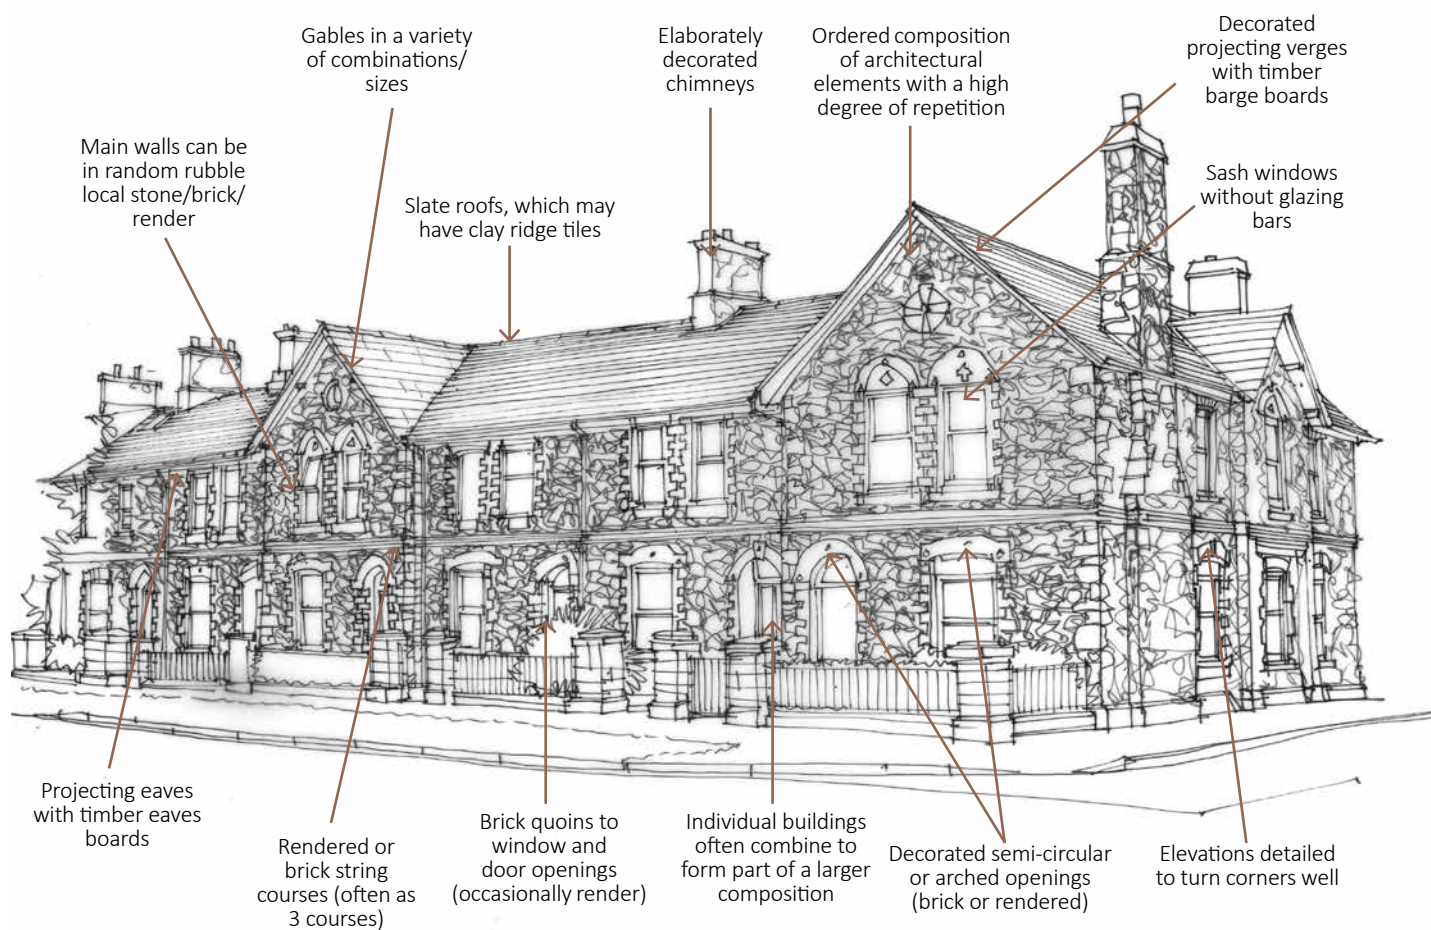 Gables in a variety
of combinations/
sizes
Elaborately
decorated
chimneys
Ordered composition
of architectural
elements with a high
degree of repetition
Decorated
projecting verges
with timber
barge boards
Main walls can be
in random rubble
local stone/brick/
render
Slate roofs, which may
have clay ridge tiles
Sash windows
without glazing
bars
Projecting eaves
with timber eaves
boards
Rendered or
brick string
courses (often as
3 courses)
Brick quoins to
window and
door openings
(occasionally render)
Individual buildings
often combine to
form part of a larger
composition
Decorated semi-circular
or arched openings
(brick or rendered)
Elevations detailed
to turn corners well